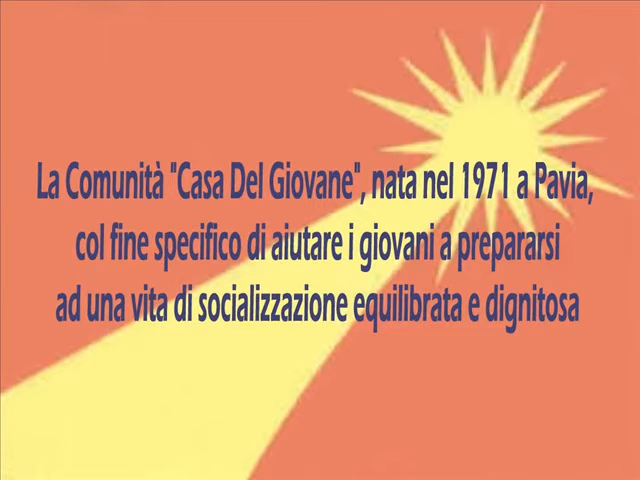 La Comunità "Casa Del Giovane", nata nel 1971 a Pavia,
col fine specifico di aiutare i giovani a prepararsi
ad una vita di socializzazione equilibrata e dignitosa